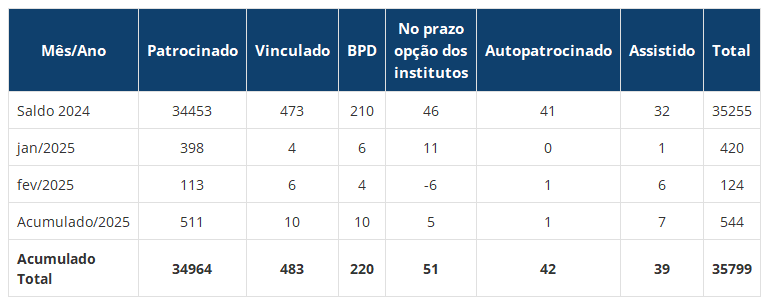 Mês/Ano Patrocinado Vinculado BPD No prazo opção dos institutos Autopatrocinado Assistido Total
Saldo 2024 34453 473 210 46 41 32 35255
jan/2025 398 4 6 11 0 1 420
fev/2025 113 6 4 -6 1 6 124
Acumulado/2025 511 10 10 5 1 7 544
Acumulado Total 34964 483 220 51 42 39 35799